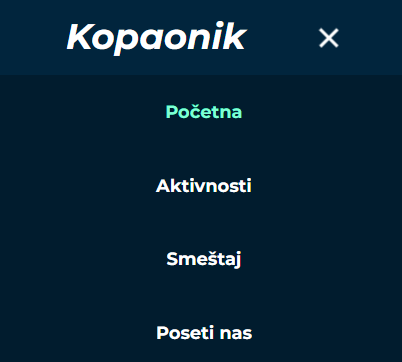 Kopaonik
Početna
Aktivnosti
Smeštaj
Poseti nas